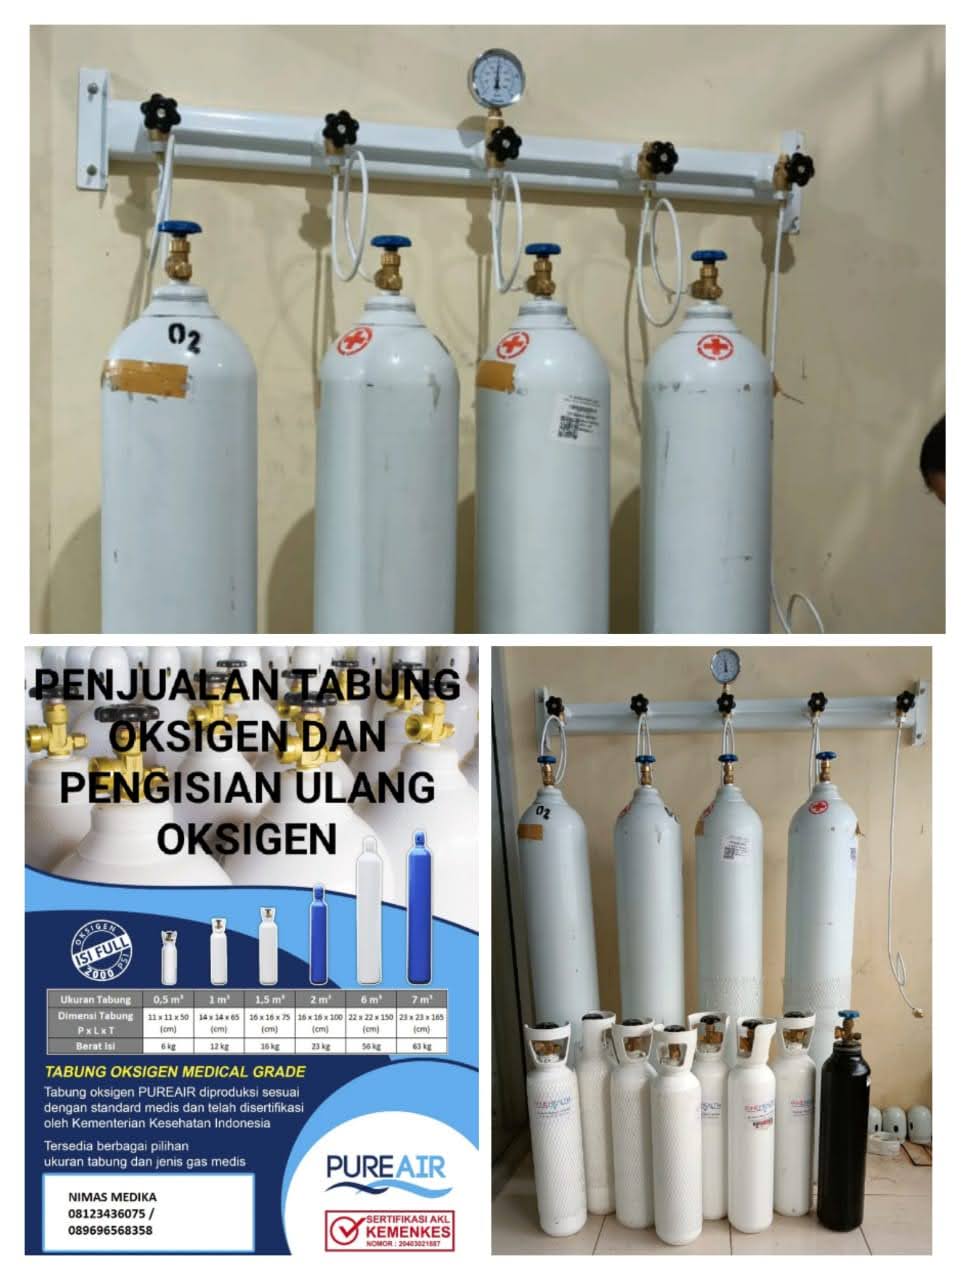 O2
PENJUALAN TABUNG
OKSIGEN DAN
PENGISIAN ULANG
OKSIGEN
OKSIGEN
ISI FULL
2000 PSI
Ukuran Tabung 0,5 m³ 1 m³ 1,5 m³ 2 m³ 6 m³ 7 m³
Dimensi Tabung 11 x 11 x 50 14 x 14 x 65 16 x 16 x 75 16 x 16 x 100 22 x 22 x 150 23 x 23 x 165
P x L x T (cm) (cm) (cm) (cm) (cm) (cm)
Berat Isi 6 kg 12 kg 16 kg 23 kg 56 kg 63 kg
TABUNG OKSIGEN MEDICAL GRADE
Tabung oksigen PUREAIR diproduksi sesuai
dengan standard medis dan telah disertifikasi
oleh Kementerian Kesehatan Indonesia
Tersedia berbagai pilihan
ukuran tabung dan jenis gas medis
NIMAS MEDIKA
08123436075 /
089696568358
PUREAIR
SERTIFIKASI AKL
KEMENKES
NOMOR : 20403021887
O2